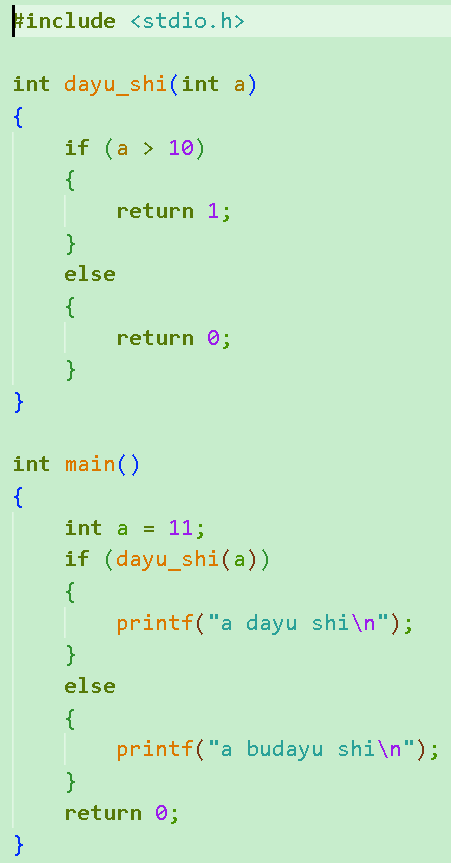 #include <stdio.h>
int dayu_shi(int a)
{
    if (a > 10)
    {
        return 1;
    }
    else
    {
        return 0;
    }
}
int main()
{
    int a = 11;
    if (dayu_shi(a))
    {
        printf("a dayu shi\n");
    }
    else
    {
        printf("a budayu shi\n");
    }
    return 0;
}